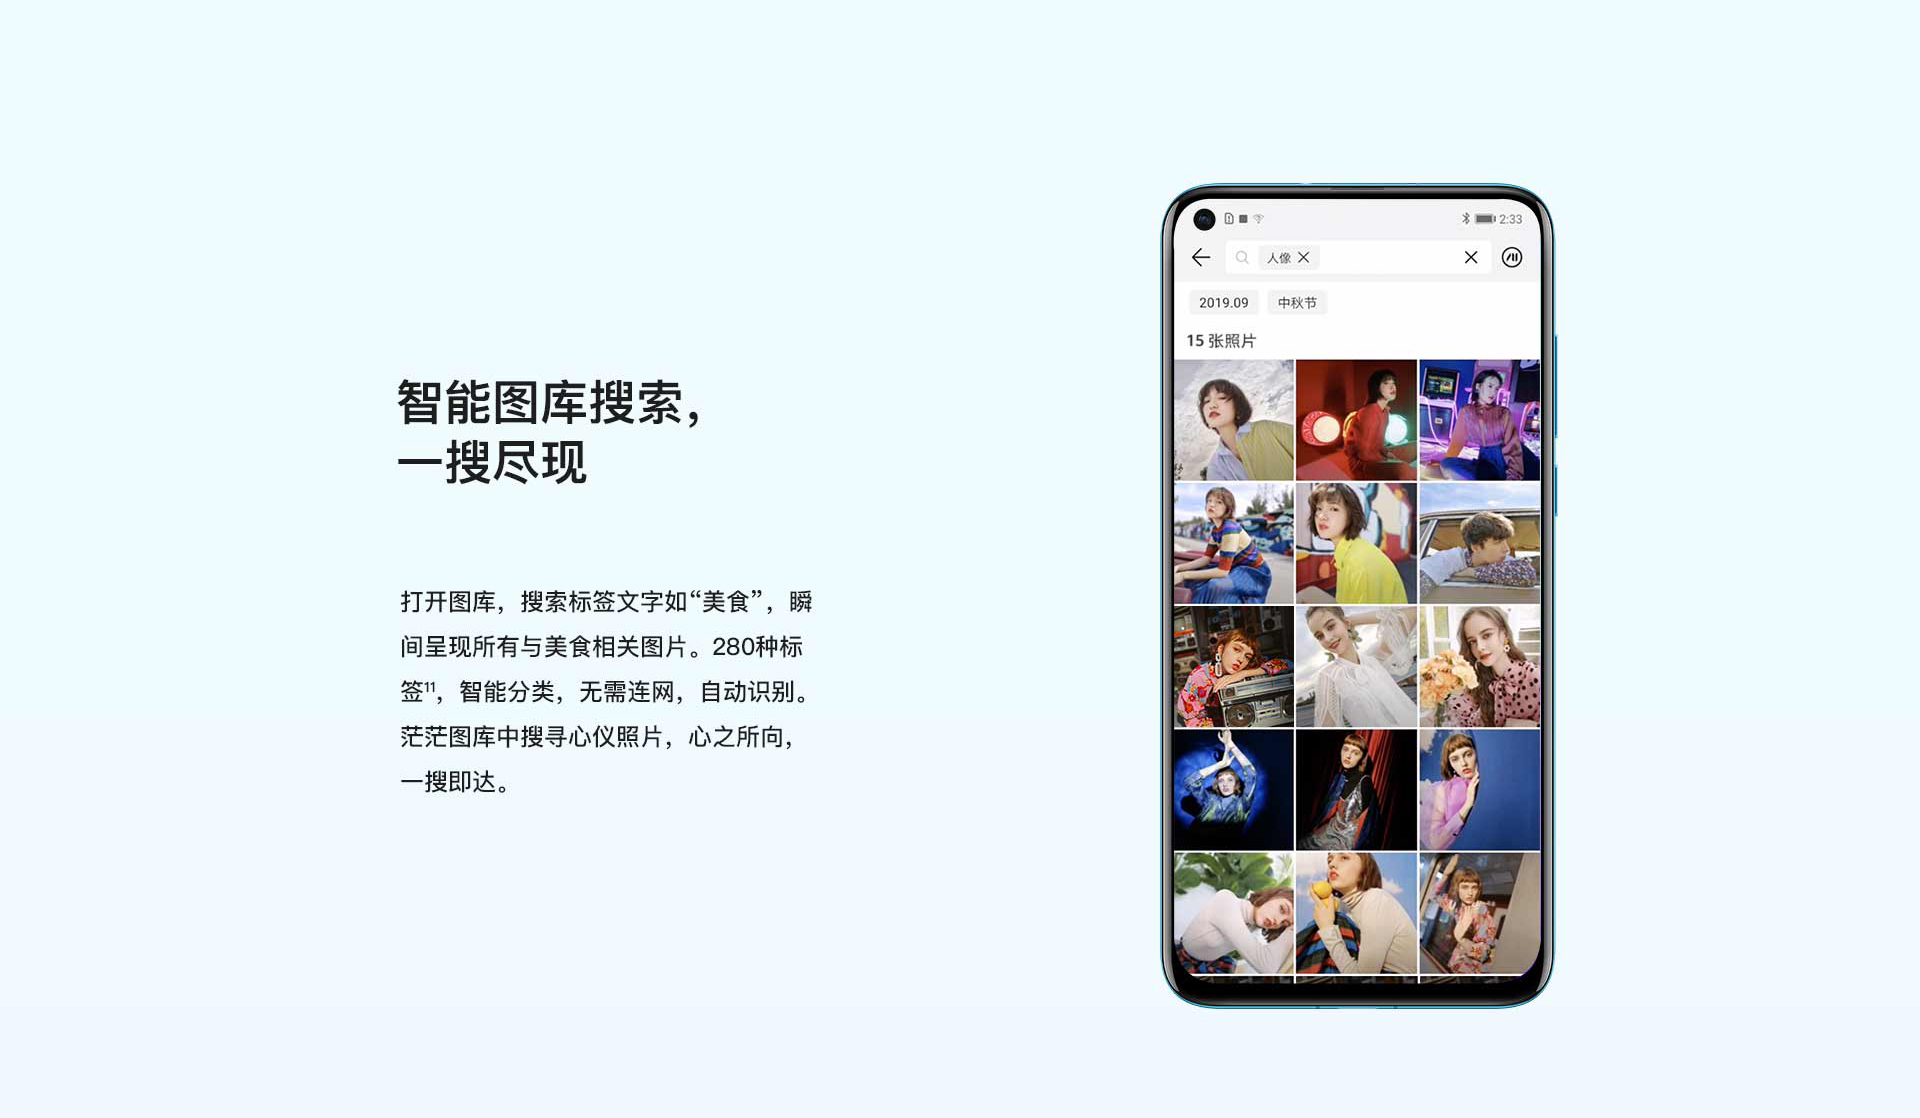 智能图库搜索，
一搜尽现
打开图库，搜索标签文字如“美食”，瞬
间呈现所有与美食相关图片。280种标
签¹¹，智能分类，无需连网，自动识别。
茫茫图库中搜寻心仪照片，心之所向，
一搜即达。
2:33
人像
2019.09 中秋节
15 张照片